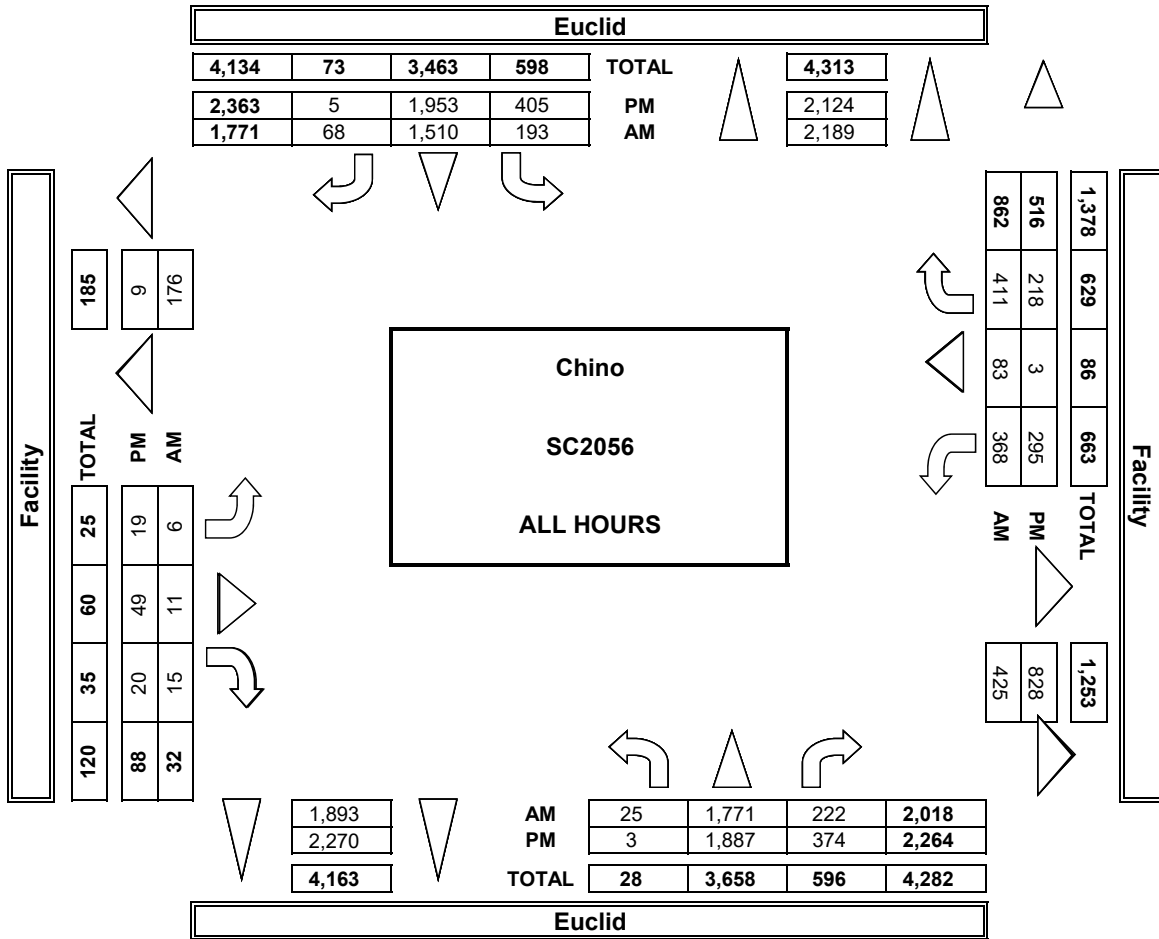 Euclid
4,134 73 3,463 598 TOTAL 4,313
2,363 5 1,953 405 PM 2,124
1,771 68 1,510 193 AM 2,189
Facility
185
9
176
TOTAL
PM
AM
25 60 35 120
19 49 20 88
6 11 15 32
Chino
SC2056
ALL HOURS
1,378 629 86 663 TOTAL 1,253
516 218 3 295 PM 828
862 411 83 368 AM 425
Facility
1,893 AM 25 1,771 222 2,018
2,270 PM 3 1,887 374 2,264
4,163 TOTAL 28 3,658 596 4,282
Euclid